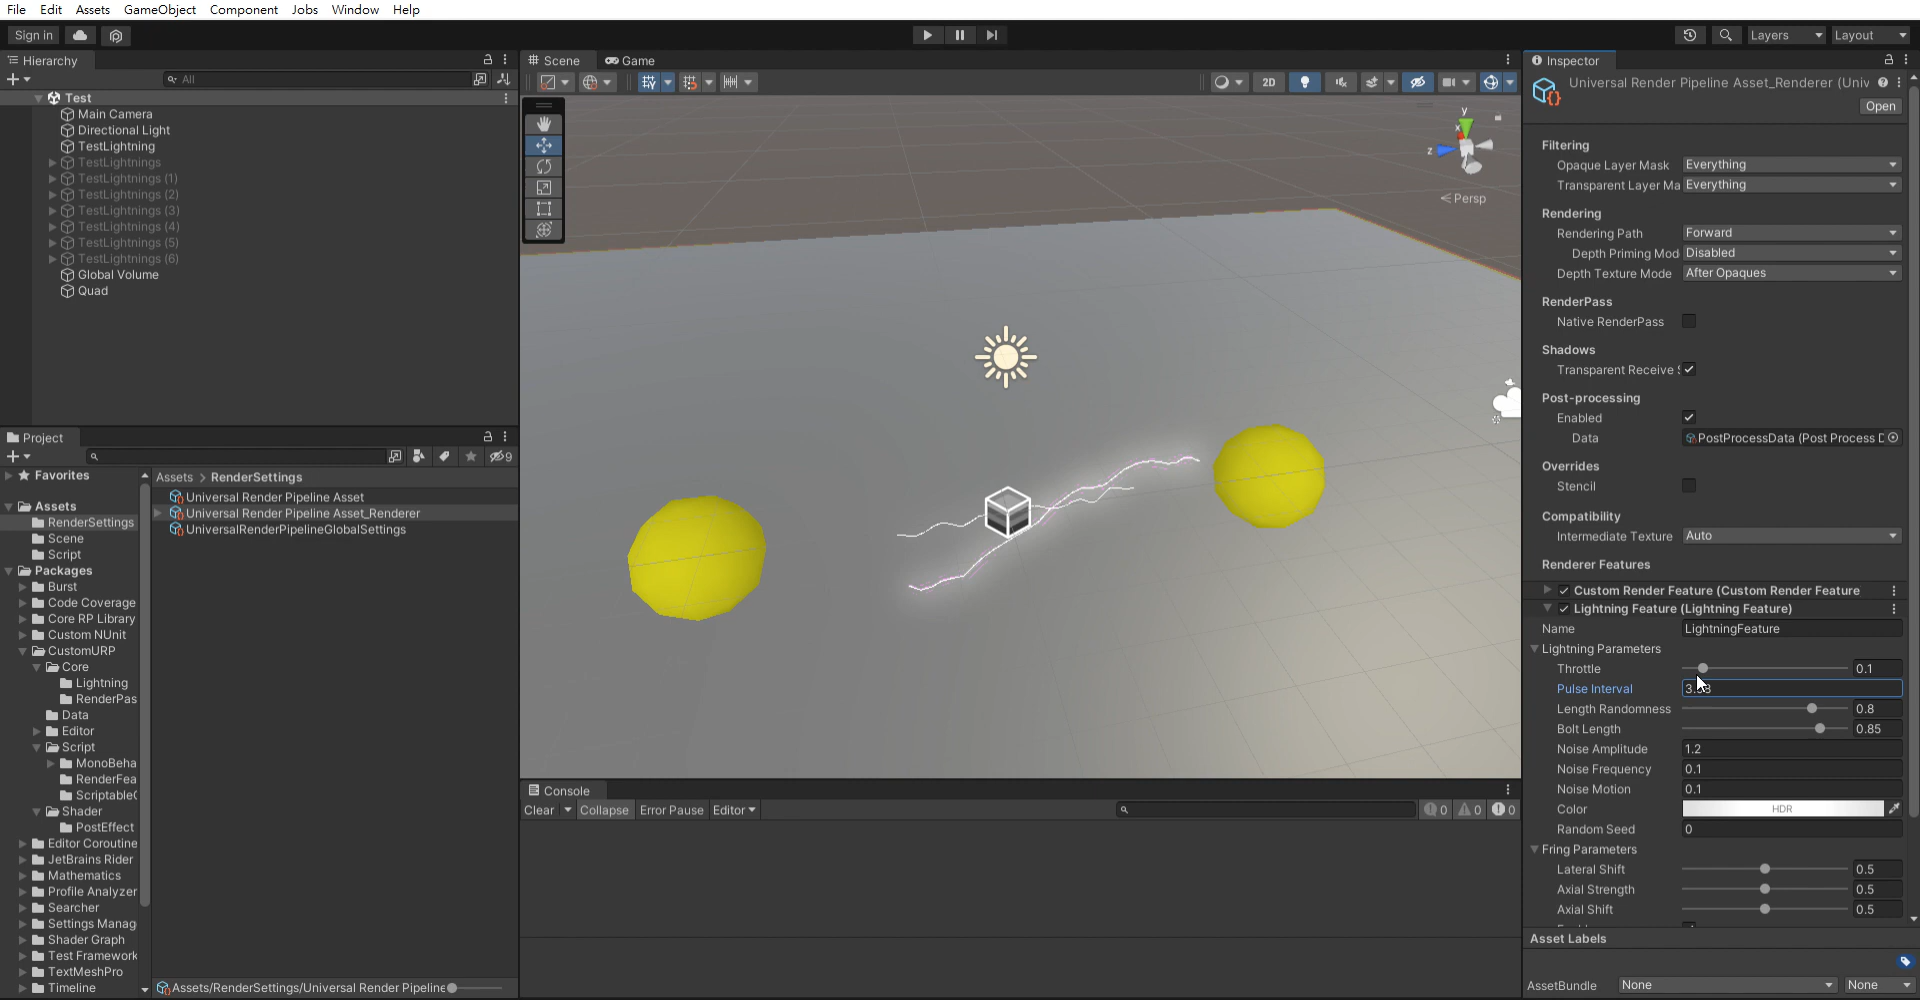 File Edit Assets GameObject Component Jobs Window Help
Sign in
Layers
Layout
Hierarchy
All
Test
Main Camera
Directional Light
TestLightning
TestLightnings
TestLightnings (1)
TestLightnings (2)
TestLightnings (3)
TestLightnings (4)
TestLightnings (5)
TestLightnings (6)
Global Volume
Quad
Project
9
Favorites
Assets
RenderSettings
Scene
Script
Packages
Burst
Code Coverage
Core RP Library
Custom NUnit
CustomURP
Core
Lightning
RenderPas
Data
Editor
Script
MonoBeha
RenderFea
Scriptable
Shader
PostEffect
Editor Coroutine
JetBrains Rider
Mathematics
Profile Analyzer
Searcher
Settings Manag
Shader Graph
Test Framework
TextMeshPro
Timeline
Assets > RenderSettings
Universal Render Pipeline Asset
Universal Render Pipeline Asset_Renderer
UniversalRenderPipelineGlobalSettings
Assets/RenderSettings/Universal Render Pipeline
Scene
Game
2D
y
x
z
Persp
Console
Clear
Collapse
Error Pause
Editor
0
0
0
Inspector
Universal Render Pipeline Asset_Renderer (Univ
Open
Filtering
Opaque Layer Mask Everything
Transparent Layer Ma Everything
Rendering
Rendering Path Forward
Depth Priming Mod Disabled
Depth Texture Mode After Opaques
RenderPass
Native RenderPass
Shadows
Transparent Receive
Post-processing
Enabled
Data PostProcessData (Post Process D
Overrides
Stencil
Compatibility
Intermediate Texture Auto
Renderer Features
Custom Render Feature (Custom Render Feature
Lightning Feature (Lightning Feature)
Name LightningFeature
Lightning Parameters
Throttle 0.1
Pulse Interval
Length Randomness 0.8
Bolt Length 0.85
Noise Amplitude 1.2
Noise Frequency 0.1
Noise Motion 0.1
Color HDR
Random Seed 0
Fring Parameters
Lateral Shift 0.5
Axial Strength 0.5
Axial Shift 0.5
Asset Labels
AssetBundle None None